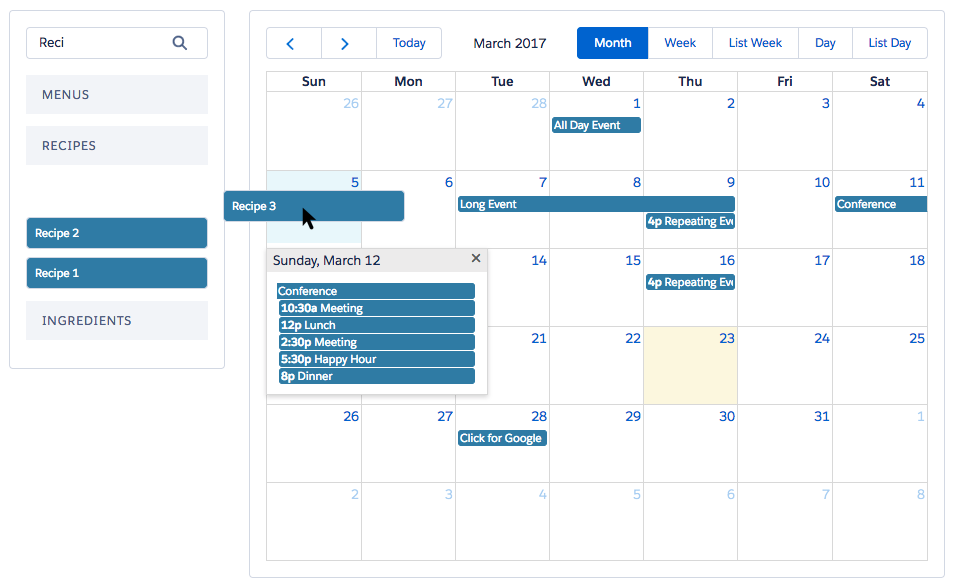 Reci
MENUS
RECIPES
Recipe 2
Recipe 1
INGREDIENTS
Today
March 2017
Month Week List Week Day List Day
Sun Mon Tue Wed Thu Fri Sat
26 27 28 1 2 3 4
All Day Event
5 6 7 8 9 10 11
Recipe 3
Long Event
Conference
4p Repeating Eve
Sunday, March 12
14 15 16 17 18
Conference
4p Repeating Eve
10:30a Meeting
12p Lunch
2:30p Meeting
5:30p Happy Hour
8p Dinner
21 22 23 24 25
26 27 28 29 30 31 1
Click for Google
2 3 4 5 6 7 8